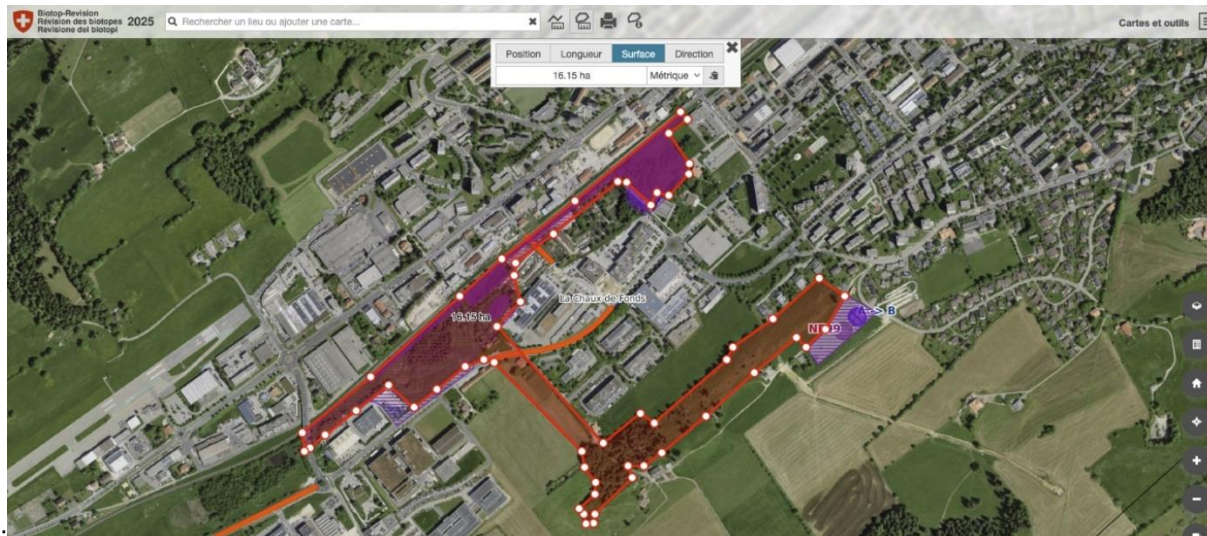 Biotop-Revision
Révision des biotopes 2025
Revisione dei biotopi
Rechercher un lieu ou ajouter une carte...
Cartes et outils
Position Longueur Surface Direction
16.15 ha Métrique
La Chaux-de-Fonds
16.15 ha
A -> B